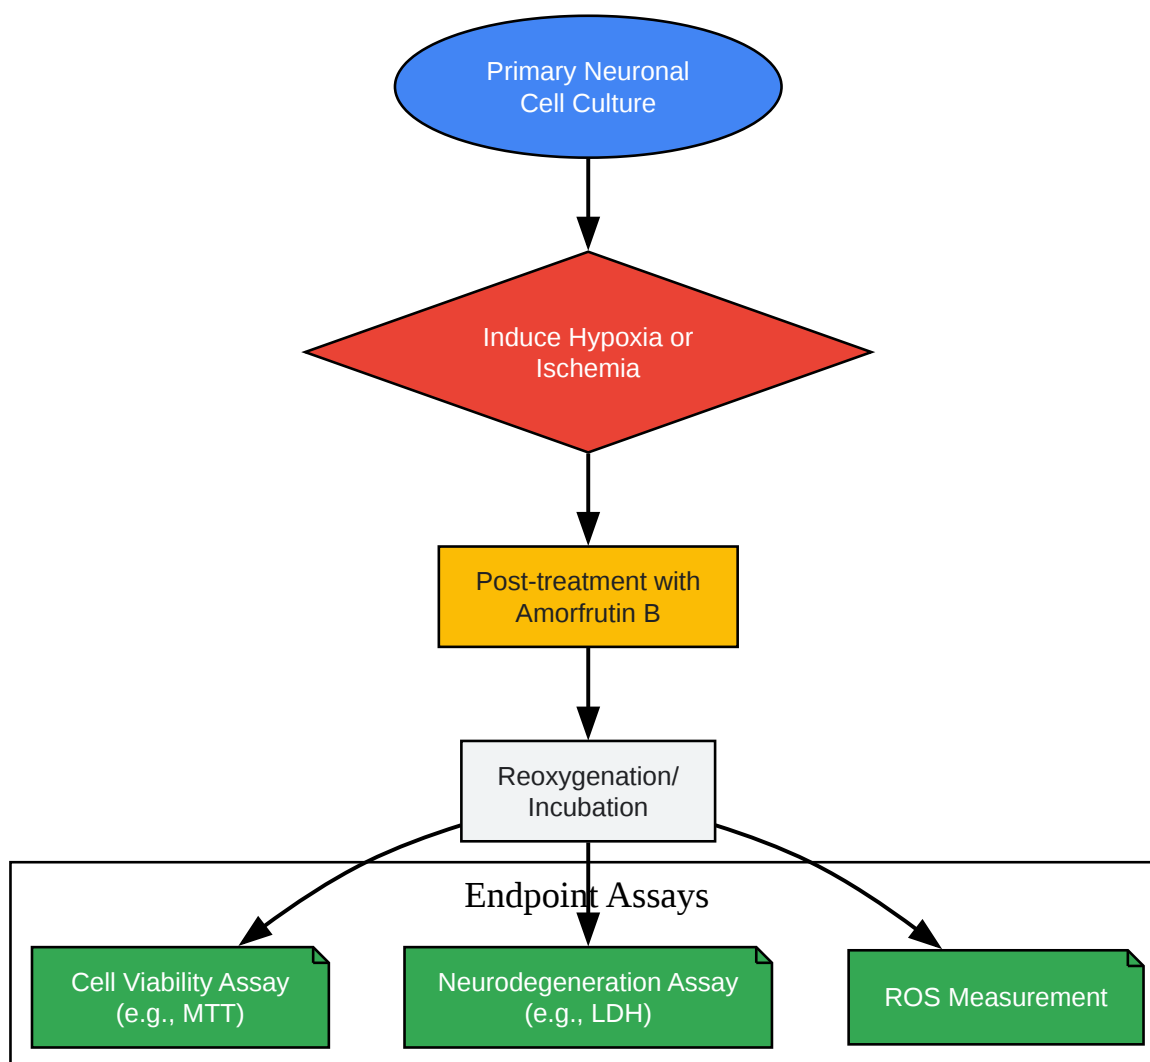 Primary Neuronal
Cell Culture
Induce Hypoxia or
Ischemia
Post-treatment with
Amorfrutin B
Reoxygenation/
Incubation
Endpoint Assays
Cell Viability Assay
(e.g., MTT)
Neurodegeneration Assay
(e.g., LDH)
ROS Measurement